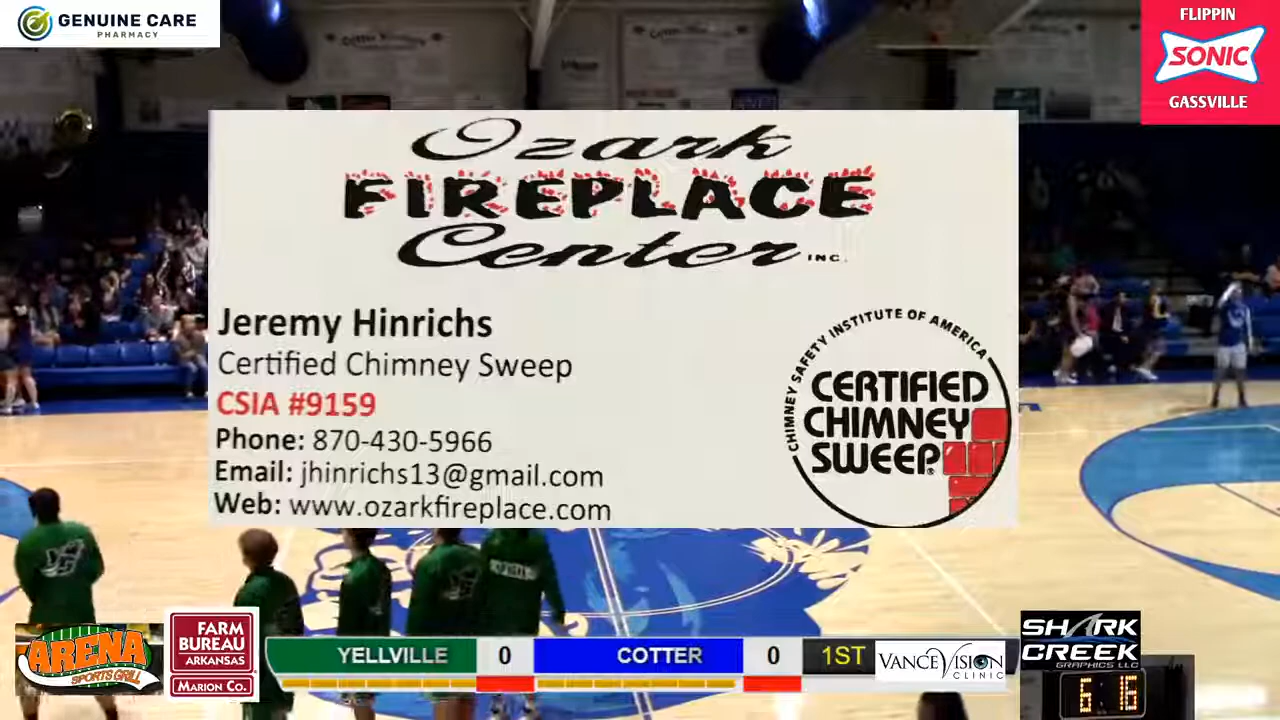 GENUINE CARE
PHARMACY
FLIPPIN
SONIC
GASSVILLE
Ozark
FIREPLACE
Center INC.
Jeremy Hinrichs
Certified Chimney Sweep
CSIA #9159
Phone: 870-430-5966
Email: jhinrichs13@gmail.com
Web: www.ozarkfireplace.com
CHIMNEY SAFETY INSTITUTE OF AMERICA
CERTIFIED
CHIMNEY
SWEEP®
ARENA
SPORTS GRILL
FARM
BUREAU
ARKANSAS
MARION CO.
YELLVILLE 0 COTTER 0 1ST
VANCE VISION
CLINIC
SHARK
CREEK
GRAPHICS LLC
6:16